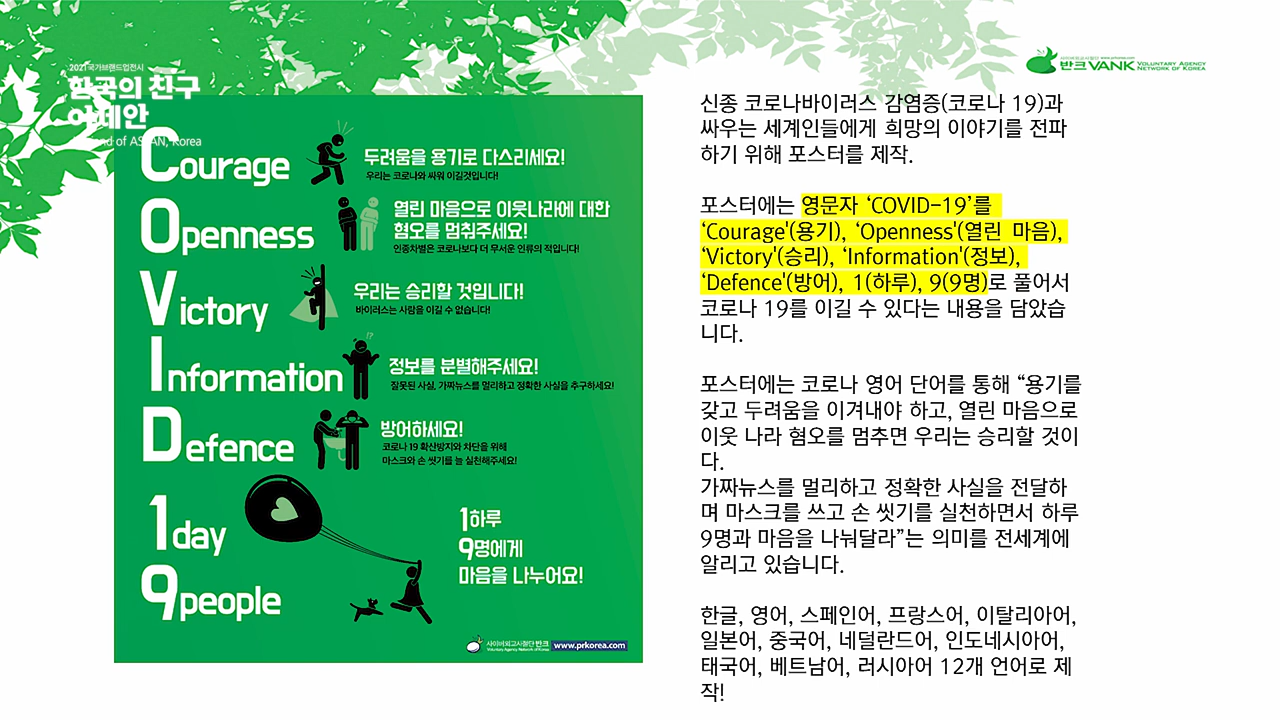 2021국가브랜드업전시
한국의 친구
아세안
Friend of ASEAN, Korea
사이버외교사절단 www.prkorea.com
반크VANK VOLUNTARY AGENCY
NETWORK OF KOREA
Courage
두려움을 용기로 다스리세요!
우리는 코로나와 싸워 이길것입니다!
Openness
열린 마음으로 이웃나라에 대한
혐오를 멈춰주세요!
인종차별은 코로나보다 더 무서운 인류의 적입니다!
Victory
우리는 승리할 것입니다!
바이러스는 사람을 이길 수 없습니다!
!?
Information
정보를 분별해주세요!
잘못된 사실, 가짜뉴스를 멀리하고 정확한 사실을 추구하세요!
Defence
방어하세요!
코로나 19 확산방지와 차단을 위해
마스크와 손 씻기를 늘 실천해주세요!
1day
9people
1하루
9명에게
마음을 나누어요!
사이버외교사절단 반크
Voluntary Agency Network of Korea
www.prkorea.com
신종 코로나바이러스 감염증(코로나 19)과
싸우는 세계인들에게 희망의 이야기를 전파
하기 위해 포스터를 제작.
포스터에는 영문자 ‘COVID-19’를
‘Courage'(용기), ‘Openness'(열린 마음),
‘Victory'(승리), ‘Information'(정보),
‘Defence'(방어), 1(하루), 9(9명)로 풀어서
코로나 19를 이길 수 있다는 내용을 담았습
니다.
포스터에는 코로나 영어 단어를 통해 “용기를
갖고 두려움을 이겨내야 하고, 열린 마음으로
이웃 나라 혐오를 멈추면 우리는 승리할 것이
다.
가짜뉴스를 멀리하고 정확한 사실을 전달하
며 마스크를 쓰고 손 씻기를 실천하면서 하루
9명과 마음을 나눠달라”는 의미를 전세계에
알리고 있습니다.
한글, 영어, 스페인어, 프랑스어, 이탈리아어,
일본어, 중국어, 네덜란드어, 인도네시아어,
태국어, 베트남어, 러시아어 12개 언어로 제
작!